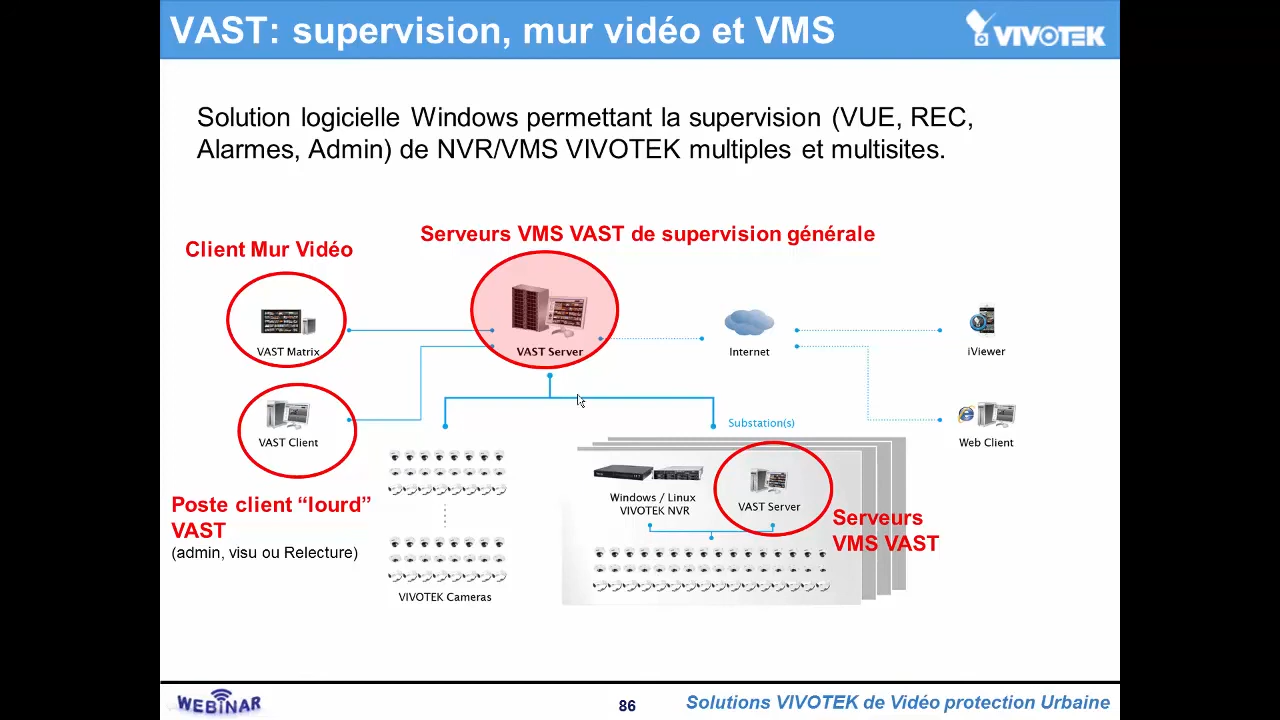 VAST: supervision, mur vidéo et VMS
VIVOTEK
Solution logicielle Windows permettant la supervision (VUE, REC,
Alarmes, Admin) de NVR/VMS VIVOTEK multiples et multisites.
Serveurs VMS VAST de supervision générale
Client Mur Vidéo
VAST Matrix
VAST Server
Internet
iViewer
VAST Client
Substation(s)
Web Client
Windows / Linux
VIVOTEK NVR
VAST Server
Poste client “lourd”
VAST
(admin, visu ou Relecture)
Serveurs
VMS VAST
VIVOTEK Cameras
WEBINAR
86
Solutions VIVOTEK de Vidéo protection Urbaine